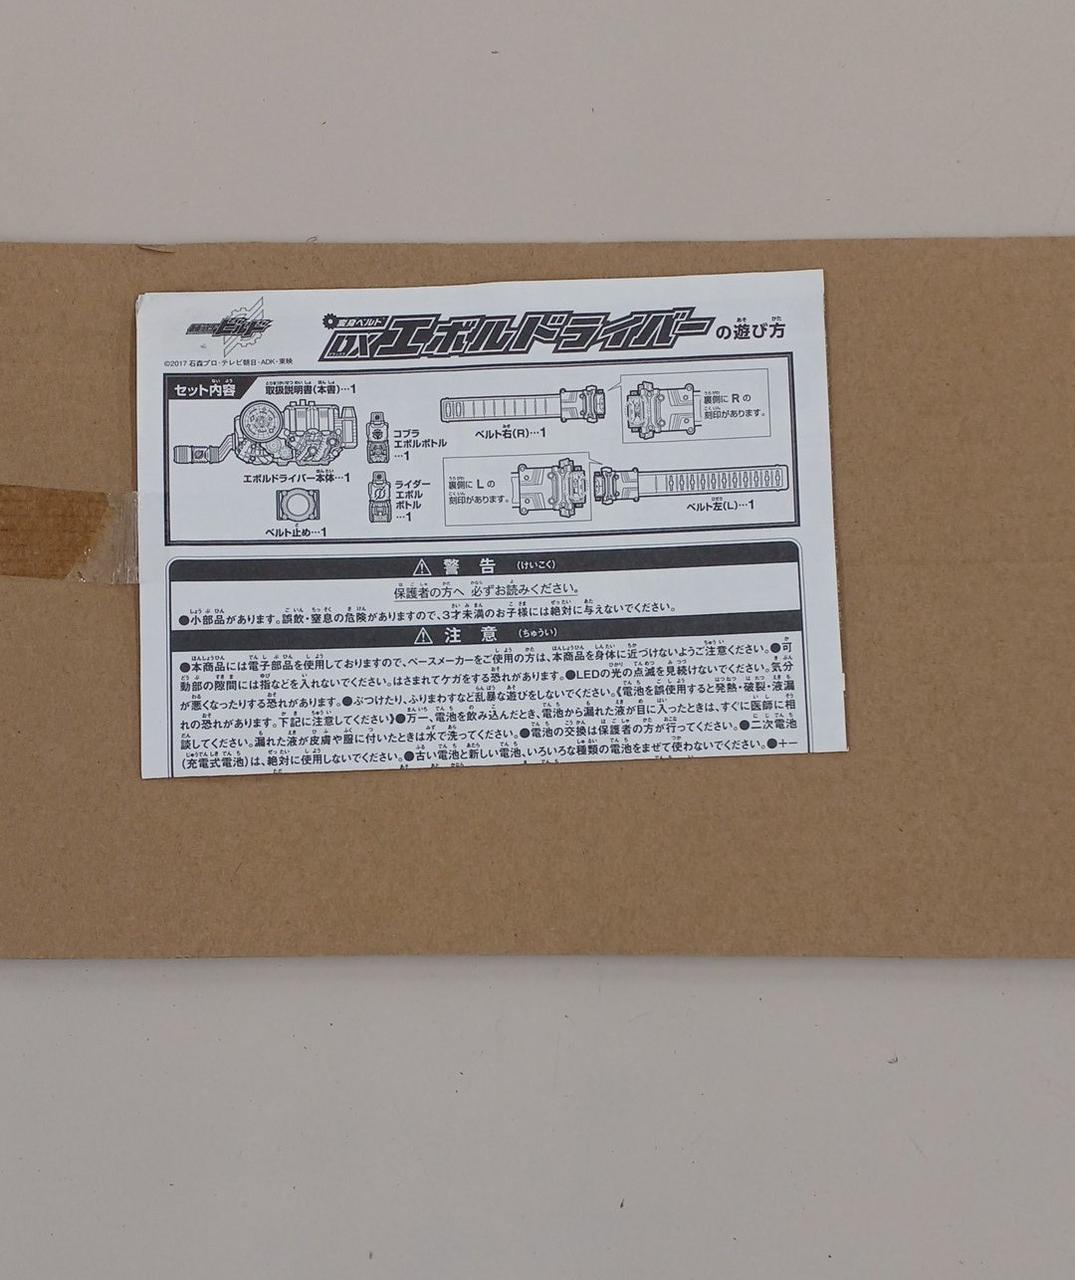 仮面ライダービルド
©2017 石森プロ・テレビ朝日・ADK・東映
変身ベルト
DXエボルドライバーの遊び方
セット内容
取扱説明書(本書)…1
エボルドライバー本体…1
ベルト止め…1
コブラ
エボルボトル
…1
ライダー
エボル
ボトル
…1
ベルト右(R)…1
裏側に R の
刻印があります。
裏側に L の
刻印があります。
ベルト左(L)…1
警告 (けいこく)
保護者の方へ 必ずお読みください。
●小部品があります。誤飲・窒息の危険がありますので、3才未満のお子様には絶対に与えないでください。
注意 (ちゅうい)
●本商品には電子部品を使用しておりますので、ペースメーカーをご使用の方は、本商品を身体に近づけないようご注意ください。●可
動部の隙間には指などを入れないでください。はさまれてケガをする恐れがあります。●LEDの光の点滅を見続けないでください。気分
が悪くなったりする恐れがあります。●ぶつけたり、ふりまわすなど乱暴な遊びをしないでください。《電池を誤使用すると発熱・破裂・液漏
れの恐れがあります。下記に注意してください》●万一、電池を飲み込んだとき、電池から漏れた液が目に入ったときは、すぐに医師に相
談してください。漏れた液が皮膚や服に付いたときは水で洗ってください。●電池の交換は保護者の方が行ってください。●二次電池
(充電式電池)は、絶対に使用しないでください。●古い電池と新しい電池、いろいろな種類の電池をまぜて使わないでください。●＋－